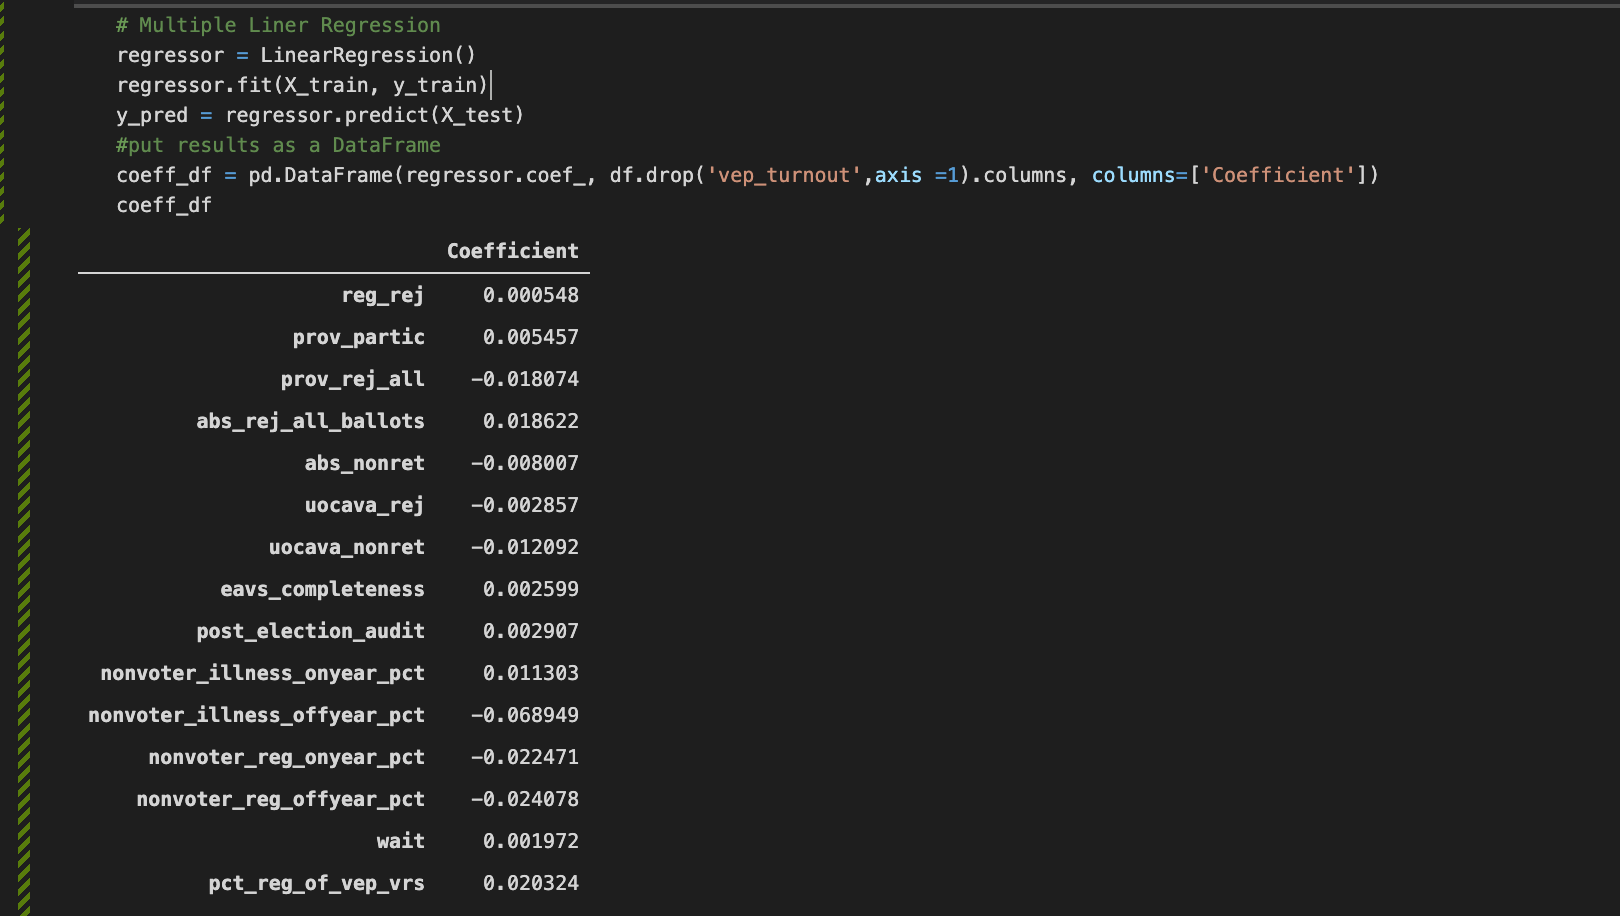 # Multiple Liner Regression
regressor = LinearRegression()
regressor.fit(X_train, y_train)
y_pred = regressor.predict(X_test)
#put results as a DataFrame
coeff_df = pd.DataFrame(regressor.coef_, df.drop('vep_turnout',axis =1).columns, columns=['Coefficient'])
coeff_df
Coefficient
reg_rej 0.000548
prov_partic 0.005457
prov_rej_all -0.018074
abs_rej_all_ballots 0.018622
abs_nonret -0.008007
uocava_rej -0.002857
uocava_nonret -0.012092
eavs_completeness 0.002599
post_election_audit 0.002907
nonvoter_illness_onyear_pct 0.011303
nonvoter_illness_offyear_pct -0.068949
nonvoter_reg_onyear_pct -0.022471
nonvoter_reg_offyear_pct -0.024078
wait 0.001972
pct_reg_of_vep_vrs 0.020324